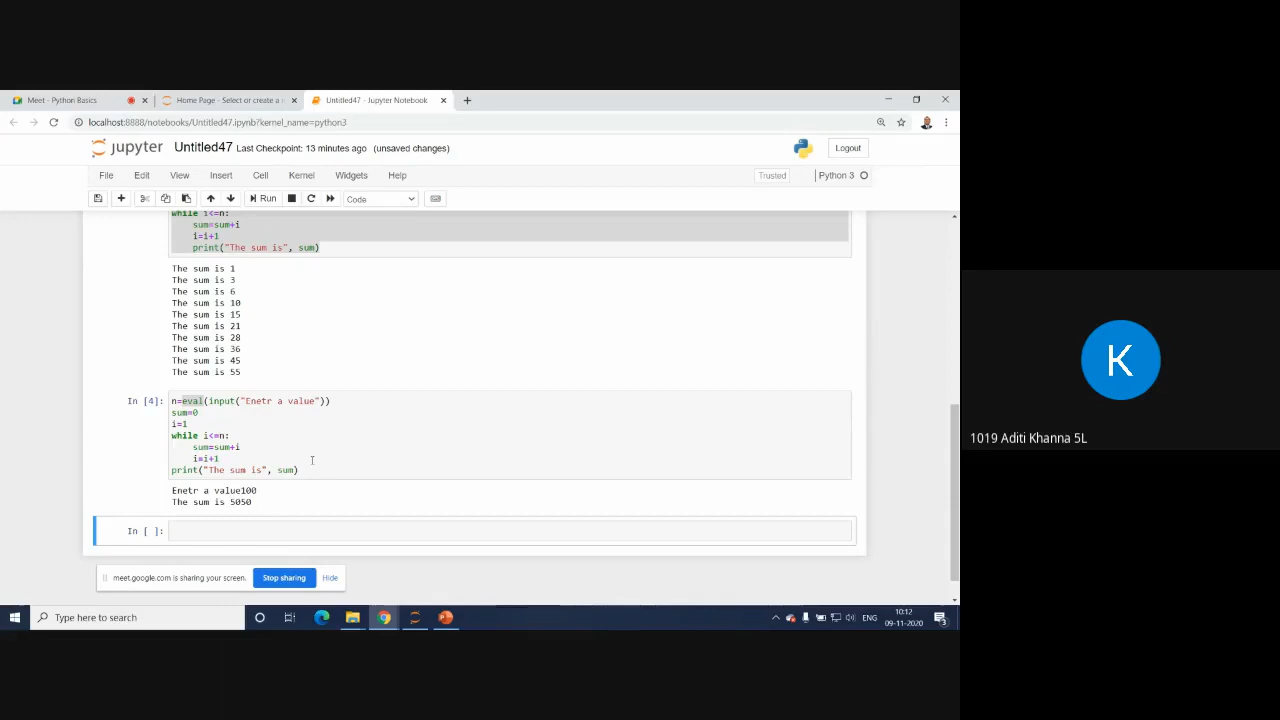 Meet - Python Basics
Home Page - Select or create a n
Untitled47 - Jupyter Notebook
localhost:8888/notebooks/Untitled47.ipynb?kernel_name=python3
jupyter Untitled47 Last Checkpoint: 13 minutes ago (unsaved changes)
Logout
File Edit View Insert Cell Kernel Widgets Help
Trusted
Python 3
Run
Code
while i<=n:
sum=sum+i
i=i+1
print("The sum is", sum)
The sum is 1
The sum is 3
The sum is 6
The sum is 10
The sum is 15
The sum is 21
The sum is 28
The sum is 36
The sum is 45
The sum is 55
In [4]: n=eval(input("Enetr a value"))
sum=0
i=1
while i<=n:
sum=sum+i
i=i+1
print("The sum is", sum)
Enetr a value100
The sum is 5050
In [ ]:
meet.google.com is sharing your screen. Stop sharing Hide
Type here to search
ENG
10:12
09-11-2020
3
K
1019 Aditi Khanna 5L